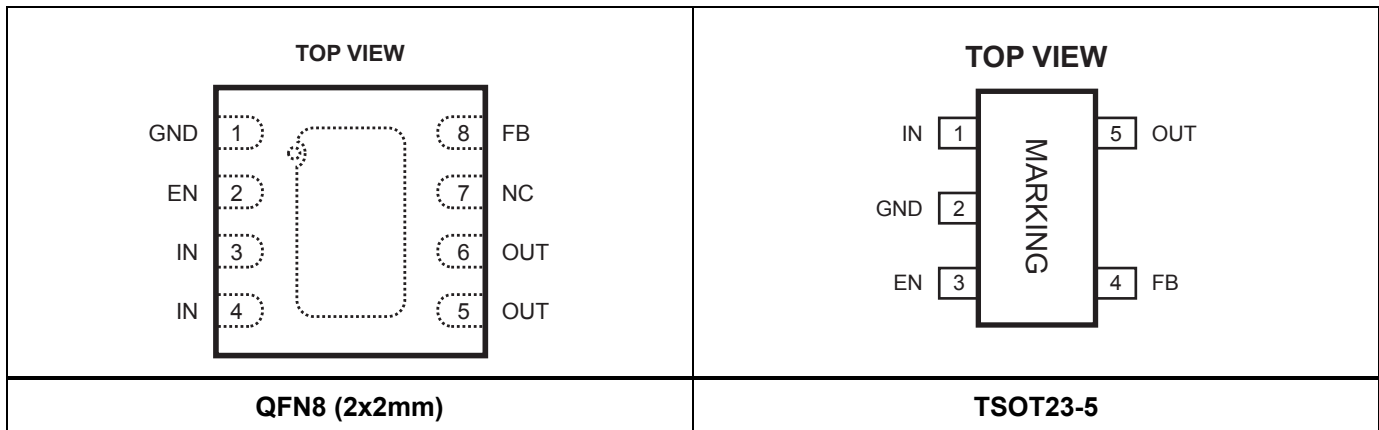 TOP VIEW
GND 1 8 FB
EN 2 7 NC
IN 3 6 OUT
IN 4 5 OUT
QFN8 (2x2mm)
TOP VIEW
IN 1 5 OUT
MARKING
GND 2
EN 3 4 FB
TSOT23-5